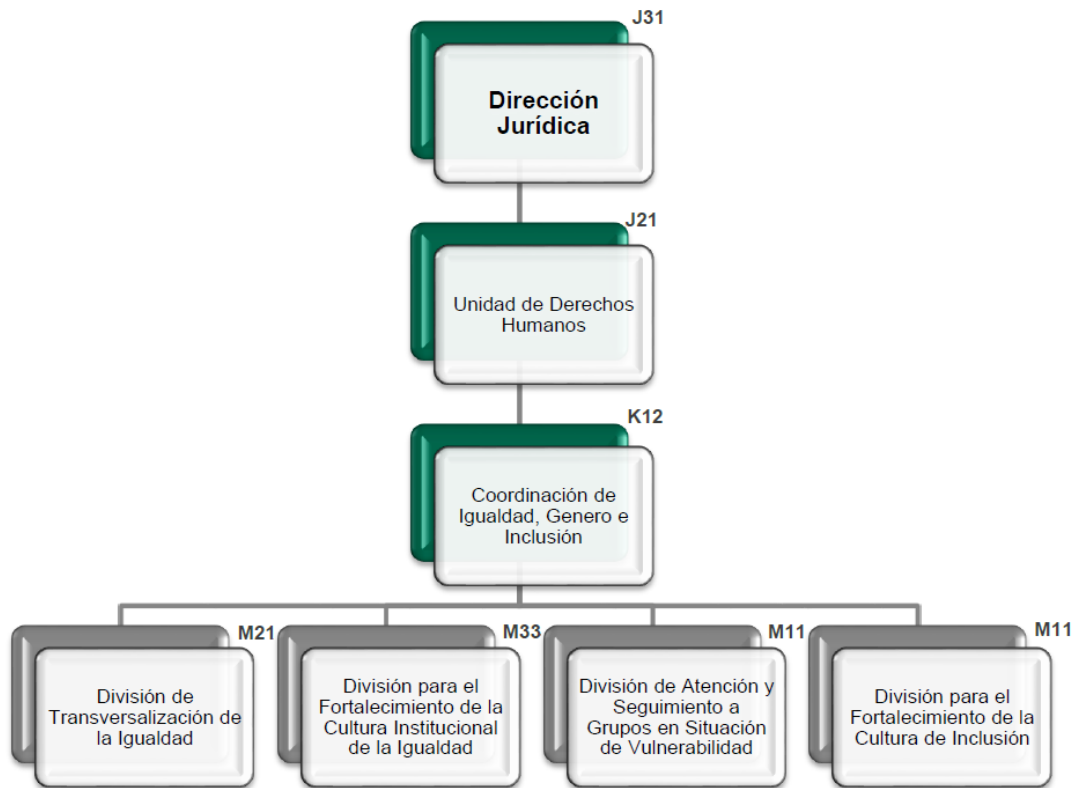 J31
Dirección
Jurídica
J21
Unidad de Derechos
Humanos
K12
Coordinación de
Igualdad, Genero e
Inclusión
M21
División de
Transversalización de
la Igualdad
M33
División para el
Fortalecimiento de la
Cultura Institucional
de la Igualdad
M11
División de Atención y
Seguimiento a
Grupos en Situación
de Vulnerabilidad
M11
División para el
Fortalecimiento de la
Cultura de Inclusión